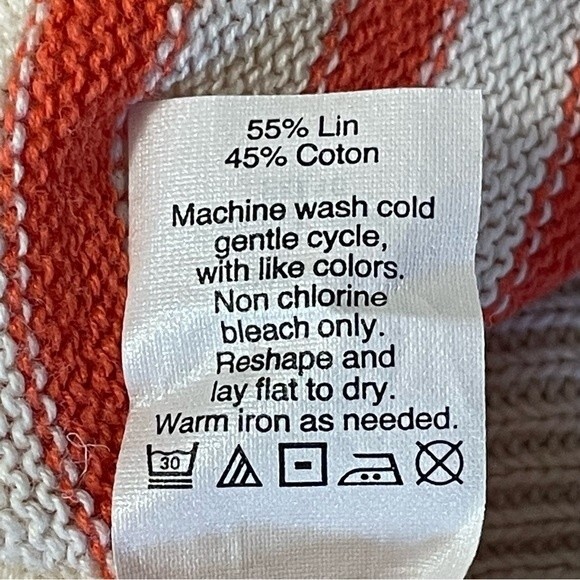 55% Lin
45% Coton
Machine wash cold
gentle cycle,
with like colors.
Non chlorine
bleach only.
Reshape and
lay flat to dry.
Warm iron as needed.
30